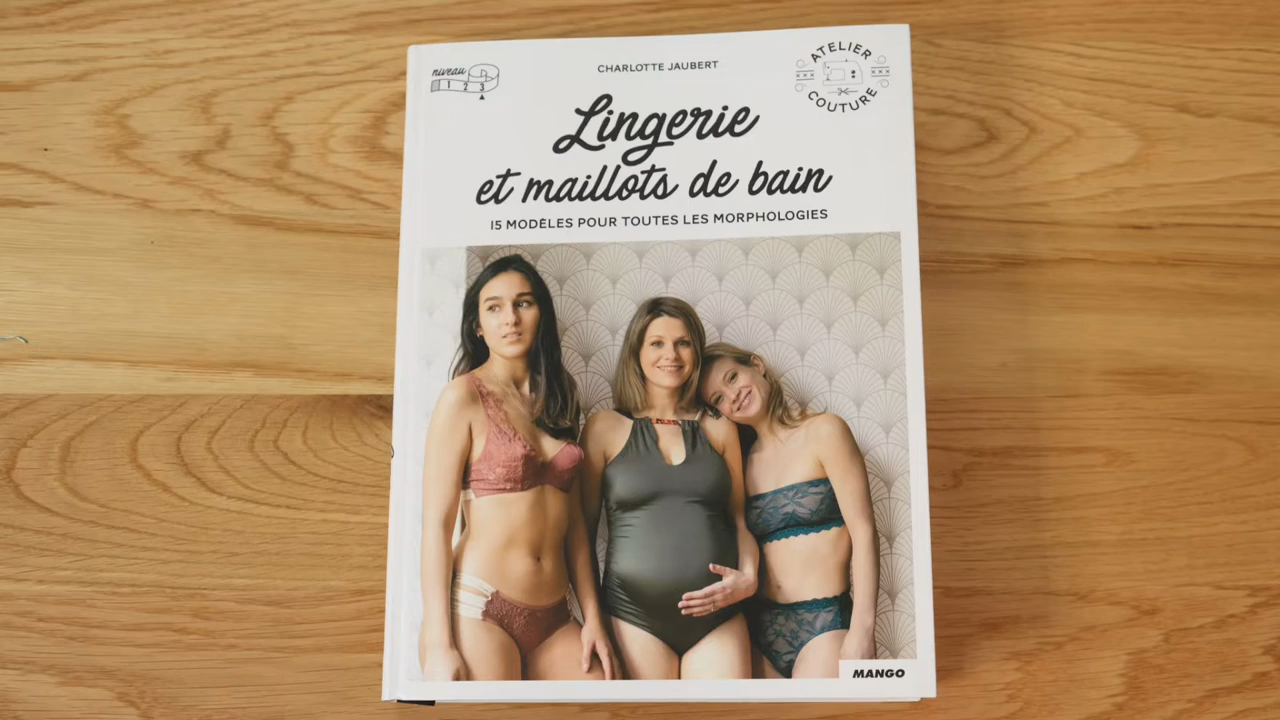 niveau
1 2 3
CHARLOTTE JAUBERT
ATELIER
COUTURE
Lingerie
et maillots de bain
15 MODÈLES POUR TOUTES LES MORPHOLOGIES
MANGO